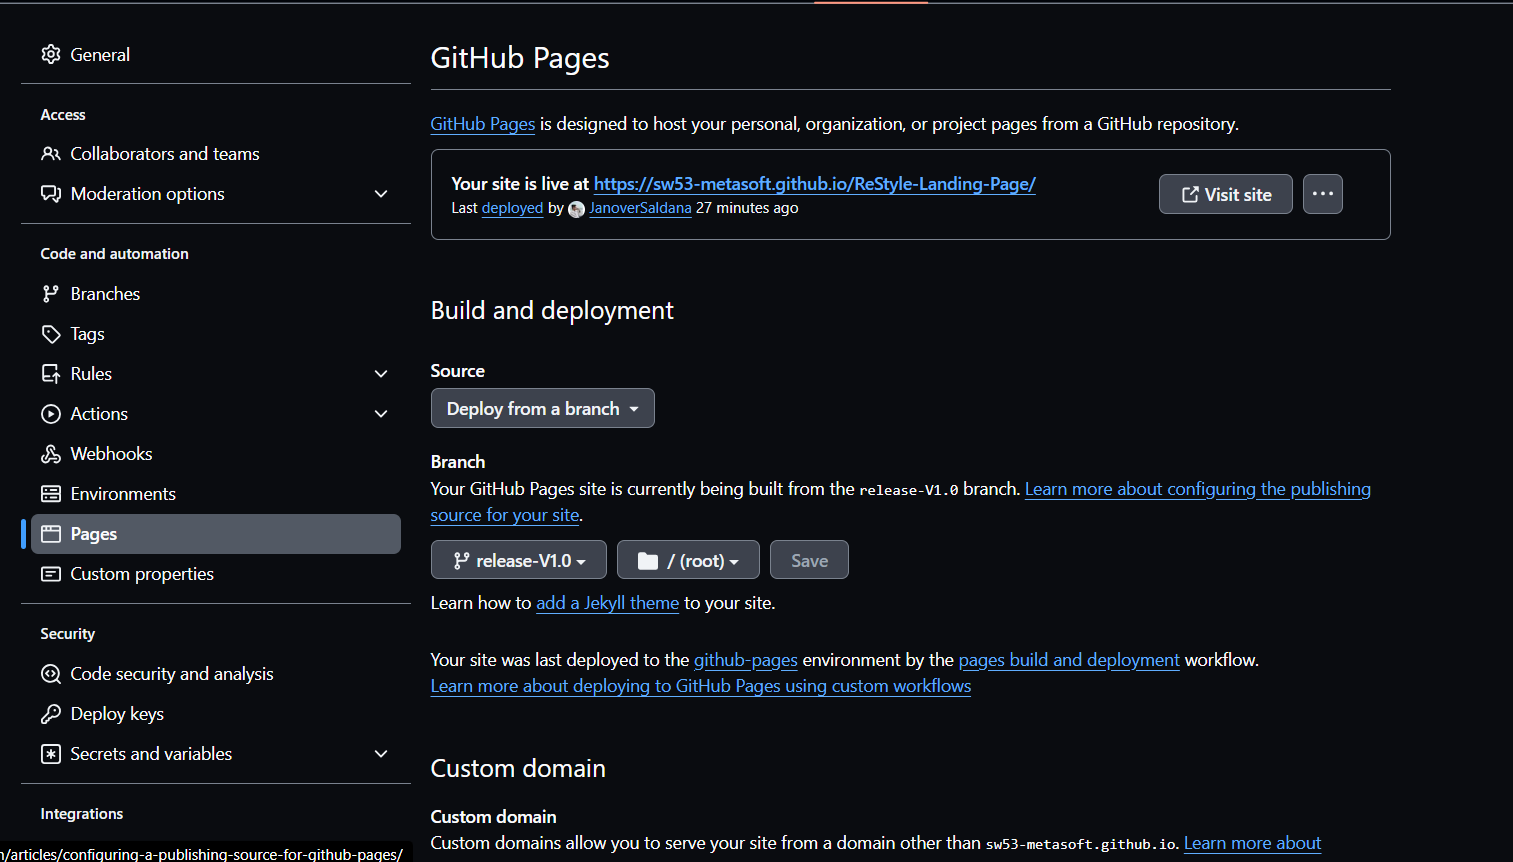 General
Access
Collaborators and teams
Moderation options
Code and automation
Branches
Tags
Rules
Actions
Webhooks
Environments
Pages
Custom properties
Security
Code security and analysis
Deploy keys
Secrets and variables
Integrations
/articles/configuring-a-publishing-source-for-github-pages/
GitHub Pages
GitHub Pages is designed to host your personal, organization, or project pages from a GitHub repository.
Your site is live at https://sw53-metasoft.github.io/ReStyle-Landing-Page/
Last deployed by JanoverSaldana 27 minutes ago
Visit site
Build and deployment
Source
Deploy from a branch
Branch
Your GitHub Pages site is currently being built from the release-V1.0 branch. Learn more about configuring the publishing
source for your site.
release-V1.0
/ (root)
Save
Learn how to add a Jekyll theme to your site.
Your site was last deployed to the github-pages environment by the pages build and deployment workflow.
Learn more about deploying to GitHub Pages using custom workflows
Custom domain
Custom domain
Custom domains allow you to serve your site from a domain other than sw53-metasoft.github.io. Learn more about